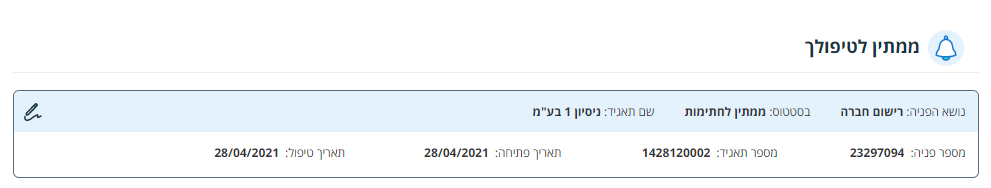 ממתין לטיפולך
נושא הפניה: רישום חברה בסטטוס: ממתין לחתימות שם תאגיד: ניסיון 1 בע"מ
מספר פניה: 23297094 מספר תאגיד: 1428120002 תאריך פתיחה: 28/04/2021 תאריך טיפול: 28/04/2021